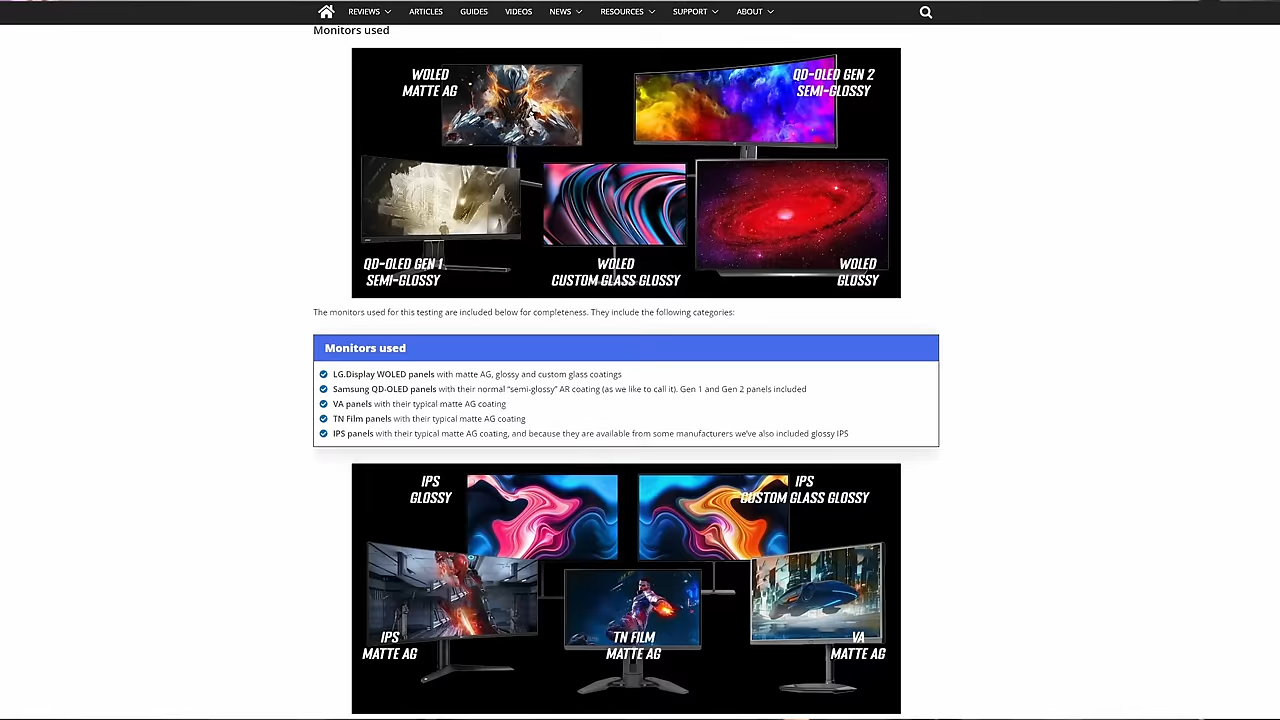 REVIEWS ARTICLES GUIDES VIDEOS NEWS RESOURCES SUPPORT ABOUT
Monitors used
WOLED
MATTE AG
QD-OLED GEN 2
SEMI-GLOSSY
QD-OLED GEN 1
SEMI-GLOSSY
WOLED
CUSTOM GLASS GLOSSY
WOLED
GLOSSY
The monitors used for this testing are included below for completeness. They include the following categories:
Monitors used
LG.Display WOLED panels with matte AG, glossy and custom glass coatings
Samsung QD-OLED panels with their normal “semi-glossy” AR coating (as we like to call it). Gen 1 and Gen 2 panels included
VA panels with their typical matte AG coating
TN Film panels with their typical matte AG coating
IPS panels with their typical matte AG coating, and because they are available from some manufacturers we’ve also included glossy IPS
IPS
GLOSSY
IPS
CUSTOM GLASS GLOSSY
IPS
MATTE AG
TN FILM
MATTE AG
VA
MATTE AG